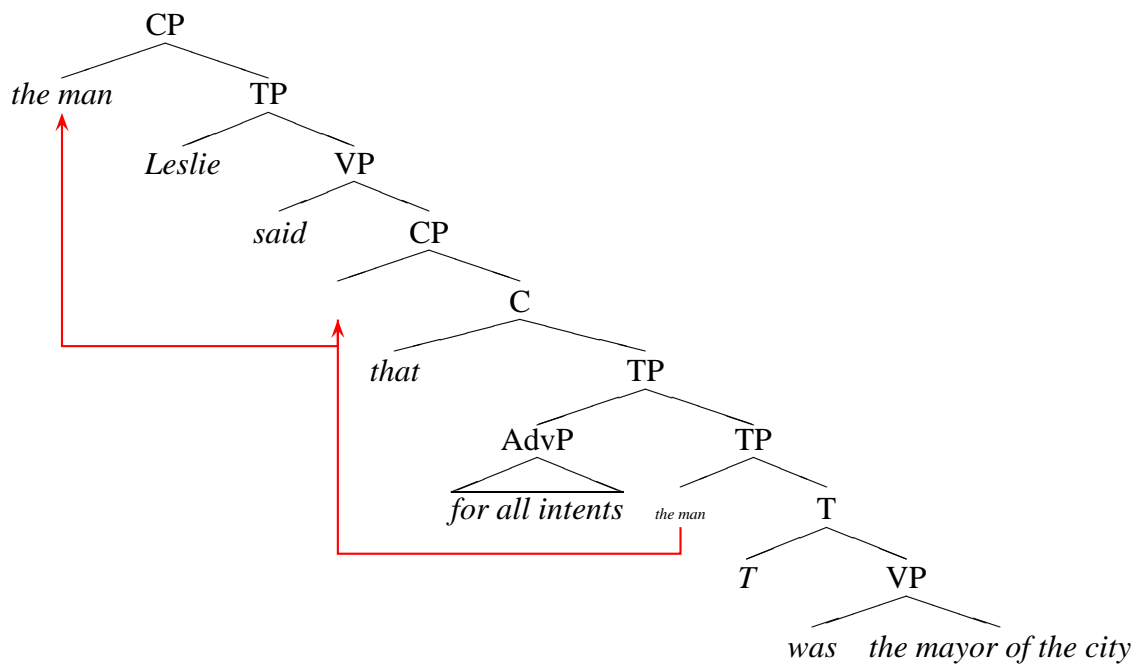 CP
the man TP
Leslie VP
said CP
C
that TP
AdvP TP
for all intents the man T
T VP
was the mayor of the city